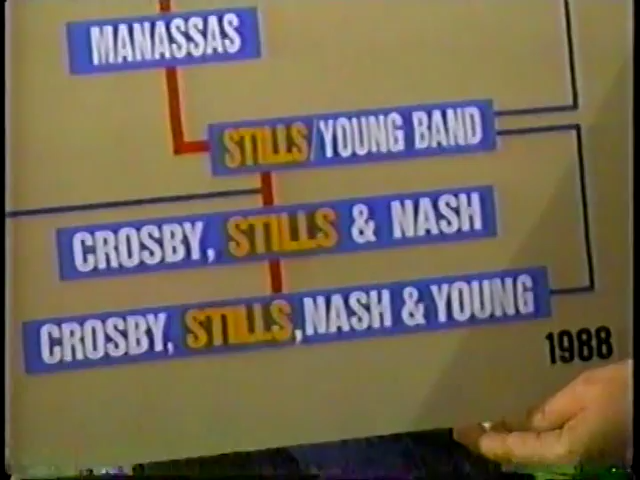 MANASSAS
STILLS/YOUNG BAND
CROSBY, STILLS & NASH
CROSBY, STILLS, NASH & YOUNG
1988